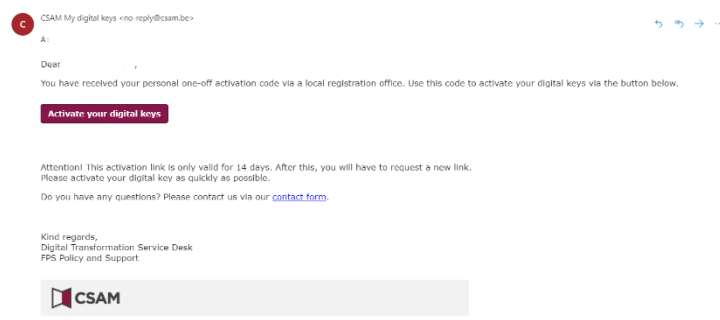 C
CSAM My digital keys <no-reply@csam.be>
A:
Dear ,
You have received your personal one-off activation code via a local registration office. Use this code to activate your digital keys via the button below.
Activate your digital keys
Attention! This activation link is only valid for 14 days. After this, you will have to request a new link.
Please activate your digital key as quickly as possible.
Do you have any questions? Please contact us via our contact form.
Kind regards,
Digital Transformation Service Desk
FPS Policy and Support
CSAM